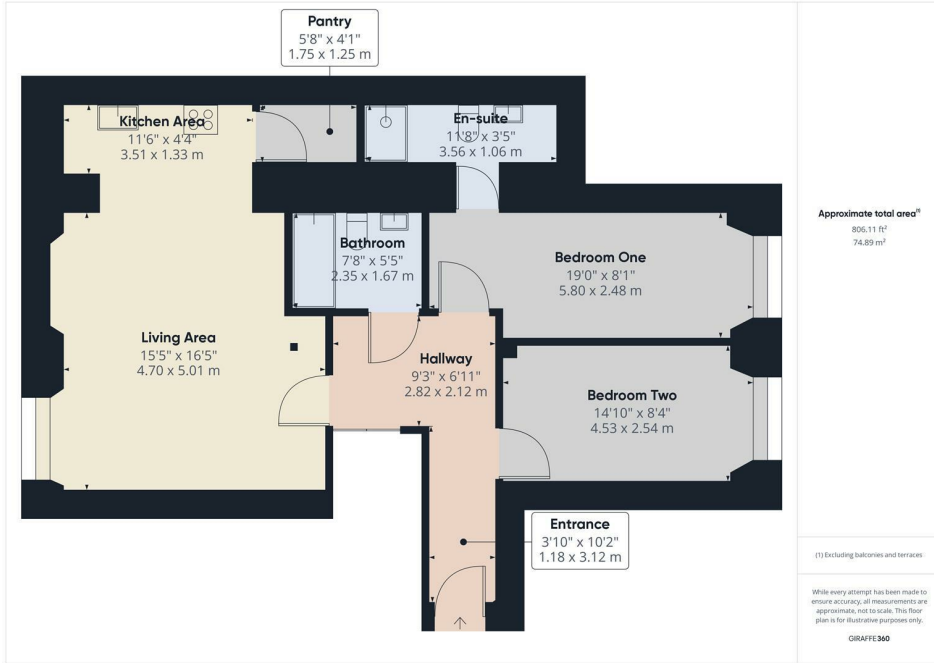 Pantry
5'8" x 4'1"
1.75 x 1.25 m
Kitchen Area
11'6" x 4'4"
3.51 x 1.33 m
En-suite
11'8" x 3'5"
3.56 x 1.06 m
Bathroom
7'8" x 5'5"
2.35 x 1.67 m
Bedroom One
19'0" x 8'1"
5.80 x 2.48 m
Living Area
15'5" x 16'5"
4.70 x 5.01 m
Hallway
9'3" x 6'11"
2.82 x 2.12 m
Bedroom Two
14'10" x 8'4"
4.53 x 2.54 m
Entrance
3'10" x 10'2"
1.18 x 3.12 m
Approximate total area(1)
806.11 ft²
74.89 m²
(1) Excluding balconies and terraces
While every attempt has been made to
ensure accuracy, all measurements are
approximate, not to scale. This floor
plan is for illustrative purposes only.
GIRAFFE360